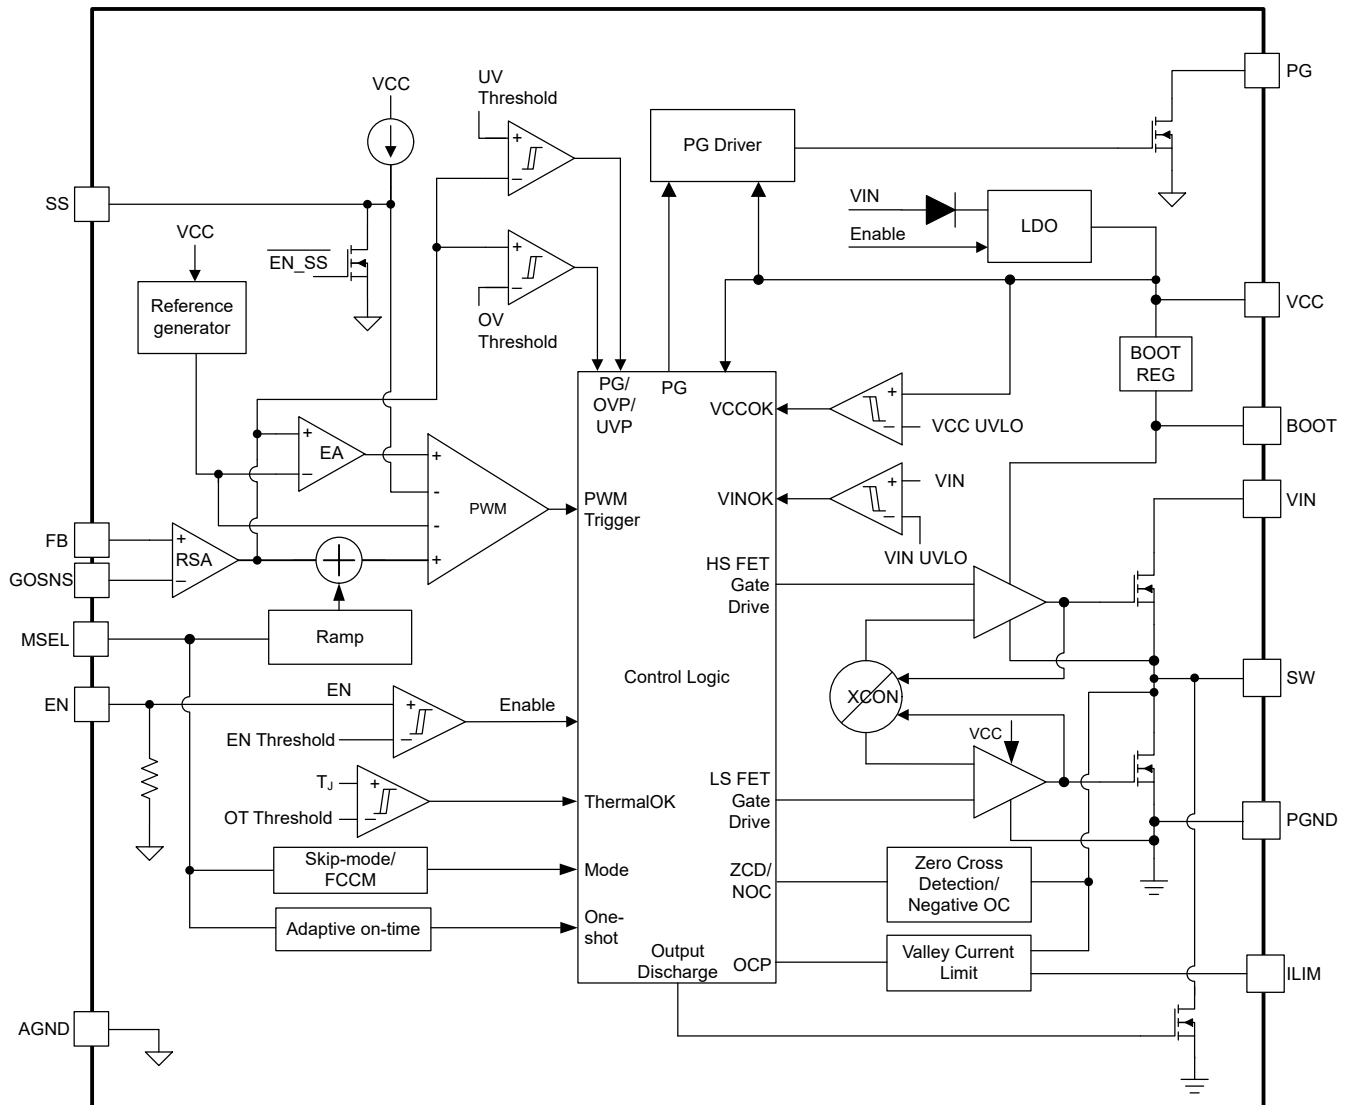 UV
Threshold
VCC
PG
PG Driver
SS
VIN
LDO
Enable
VCC
EN_SS
Reference
generator
OV
Threshold
VCC
BOOT
REG
PG/
OVP/
UVP
PG
VCCOK
+
−
VCC UVLO
BOOT
+
−
EA
+
-
-
+
PWM
PWM
Trigger
VINOK
+
−
VIN
VIN UVLO
VIN
FB
GOSNS
+
−
RSA
+
−
+
−
HS FET
Gate
Drive
MSEL
Ramp
Control Logic
XCON
SW
EN
EN
+
−
EN Threshold
Enable
VCC
TJ
+
−
OT Threshold
ThermalOK
LS FET
Gate
Drive
PGND
Skip-mode/
FCCM
Mode
ZCD/
NOC
Zero Cross
Detection/
Negative OC
Adaptive on-time
One-
shot
Output
Discharge
OCP
Valley Current
Limit
ILIM
AGND